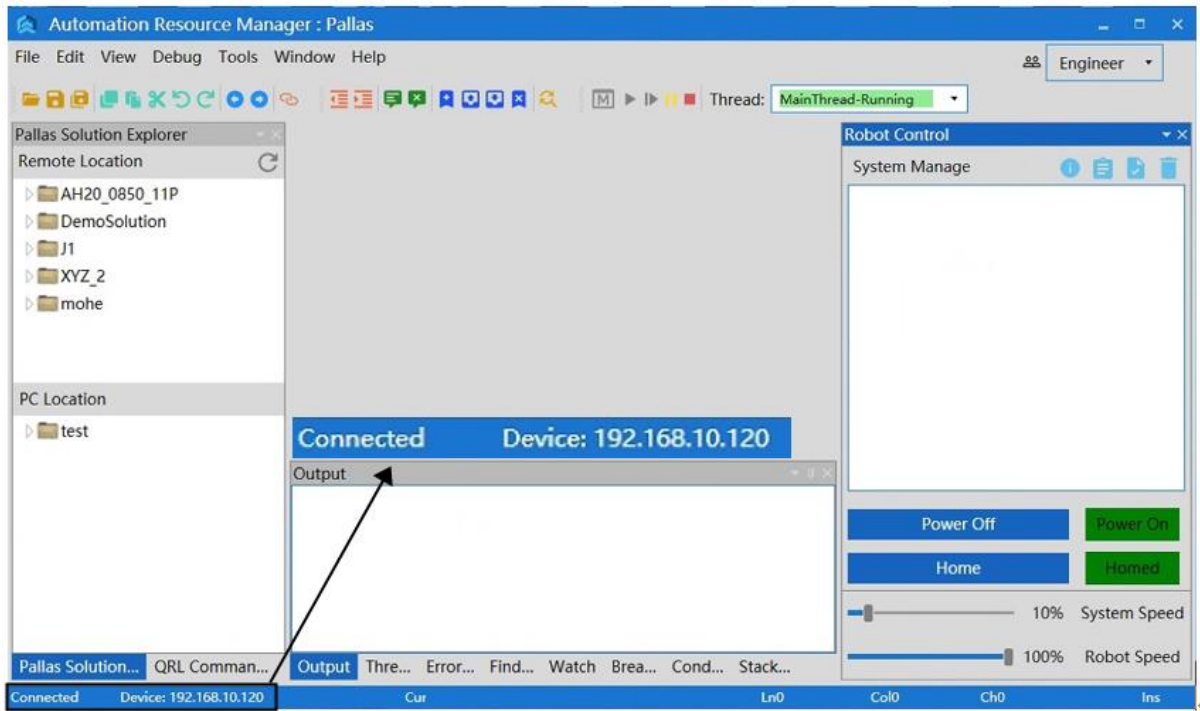 Automation Resource Manager : Pallas
File Edit View Debug Tools Window Help
Engineer
M
Thread: MainThread-Running
Pallas Solution Explorer
Remote Location
AH20_0850_11P
DemoSolution
J1
XYZ_2
mohe
PC Location
test
Pallas Solution... QRL Comman...
Connected Device: 192.168.10.120
Output
Output Thre... Error... Find... Watch Brea... Cond... Stack...
Robot Control
System Manage
Power Off Power On
Home Homed
10% System Speed
100% Robot Speed
Connected Device: 192.168.10.120 Cur Ln0 Col0 Ch0 Ins